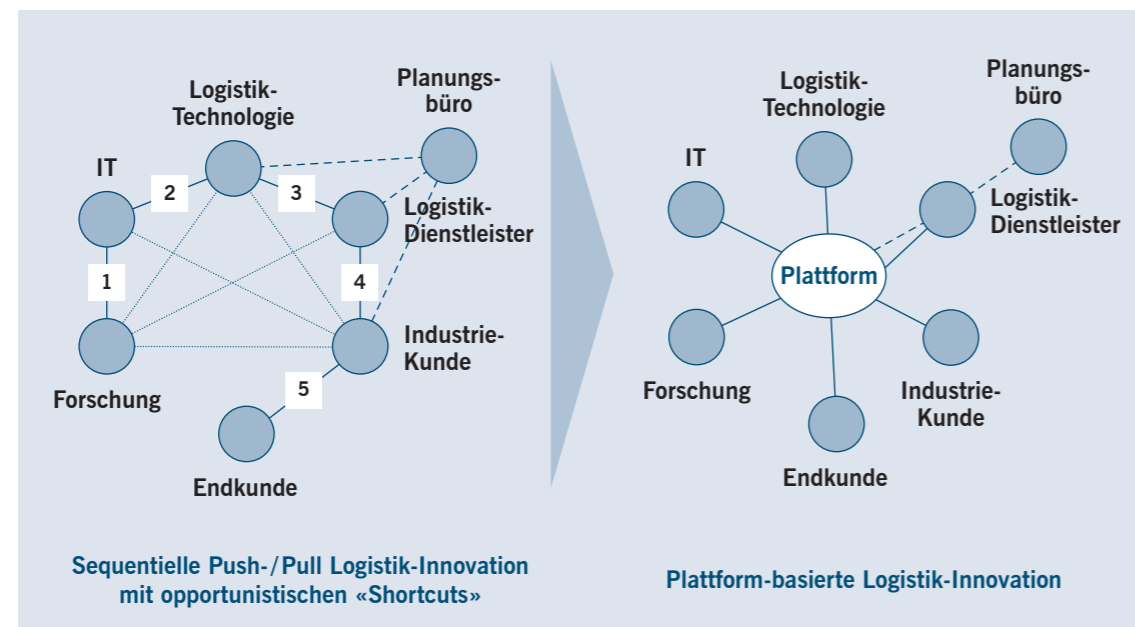 Logistik-
Technologie
Planungs-
büro
IT
2
3
Logistik-
Dienstleister
1
4
Industrie-
Kunde
5
Forschung
Endkunde
Sequentielle Push-/Pull Logistik-Innovation
mit opportunistischen «Shortcuts»
Logistik-
Technologie
Planungs-
büro
IT
Logistik-
Dienstleister
Plattform
Forschung
Industrie-
Kunde
Endkunde
Plattform-basierte Logistik-Innovation